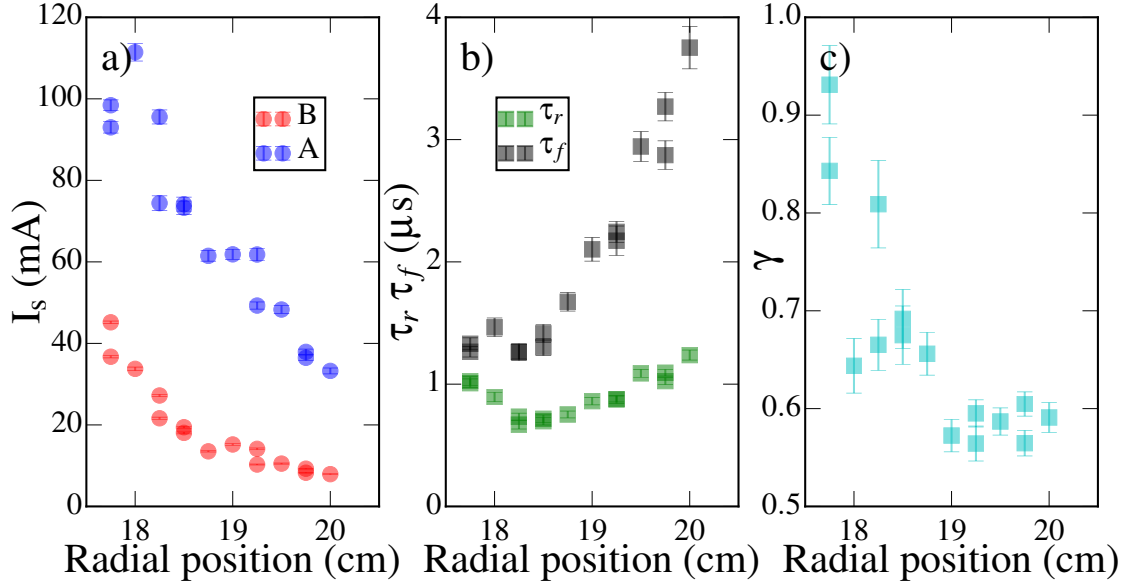 a)
120
100
80
60
40
20
0
I_s (mA)
B
A
18
19
20
Radial position (cm)
b)
4
3
2
1
0
τ_r τ_f (μs)
τ_r
τ_f
18
19
20
Radial position (cm)
c)
1.0
0.9
0.8
0.7
0.6
0.5
γ
18
19
20
Radial position (cm)